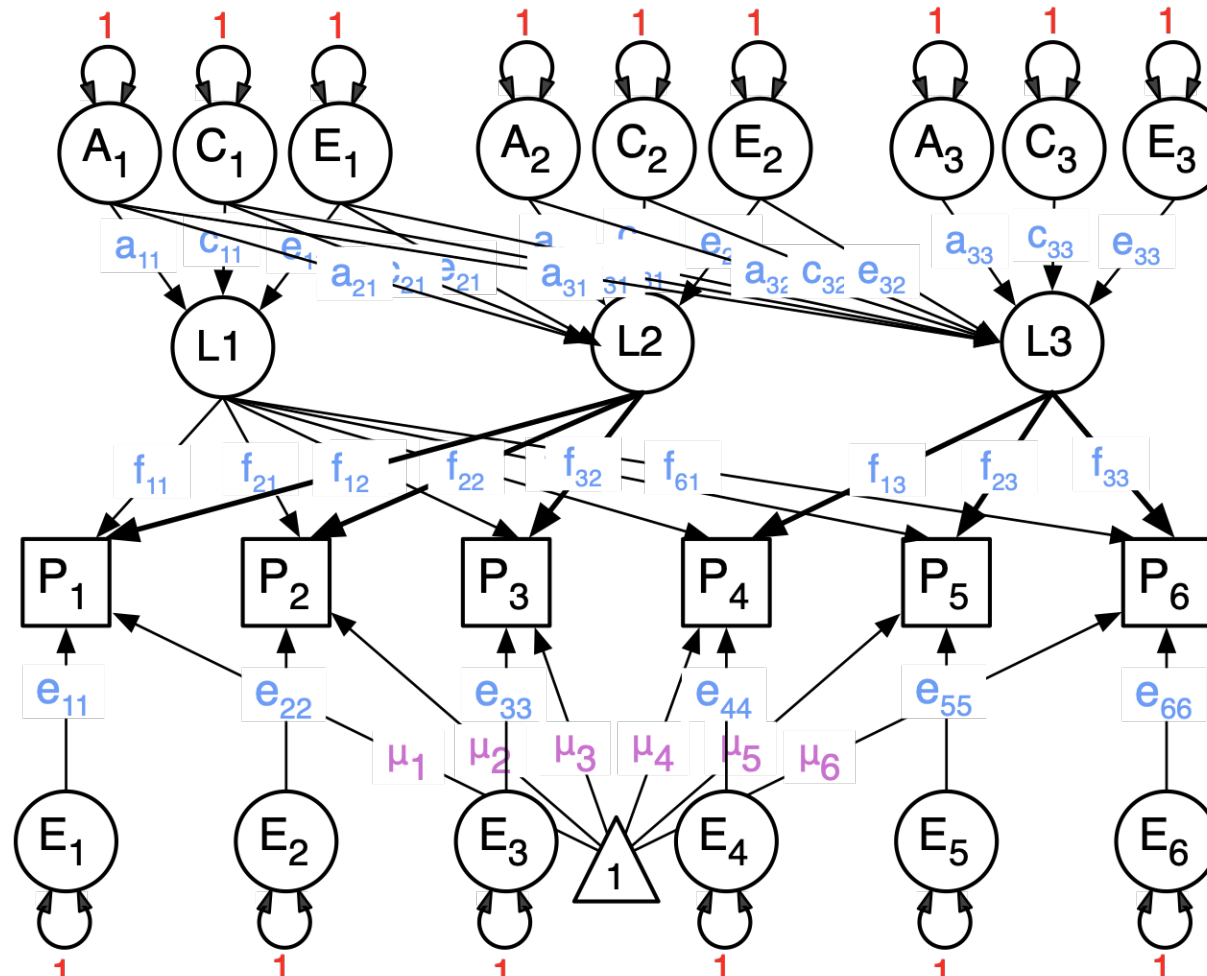 1 1 1 1 1 1 1 1 1
A₁ C₁ E₁ A₂ C₂ E₂ A₃ C₃ E₃
a₁₁ c₁₁ a₃₃ c₃₃ e₃₃
a₂₁ e₂₁ a₃₁ a₃₂ c₃₂ e₃₂
L1 L2 L3
f₁₁ f₂₁ f₁₂ f₂₂ f₃₂ f₆₁ f₁₃ f₂₃ f₃₃
P₁ P₂ P₃ P₄ P₅ P₆
e₁₁ e₂₂ e₃₃ e₄₄ e₅₅ e₆₆
μ₁ μ₂ μ₃ μ₄ μ₅ μ₆
E₁ E₂ E₃ 1 E₄ E₅ E₆
1 1 1 1 1 1